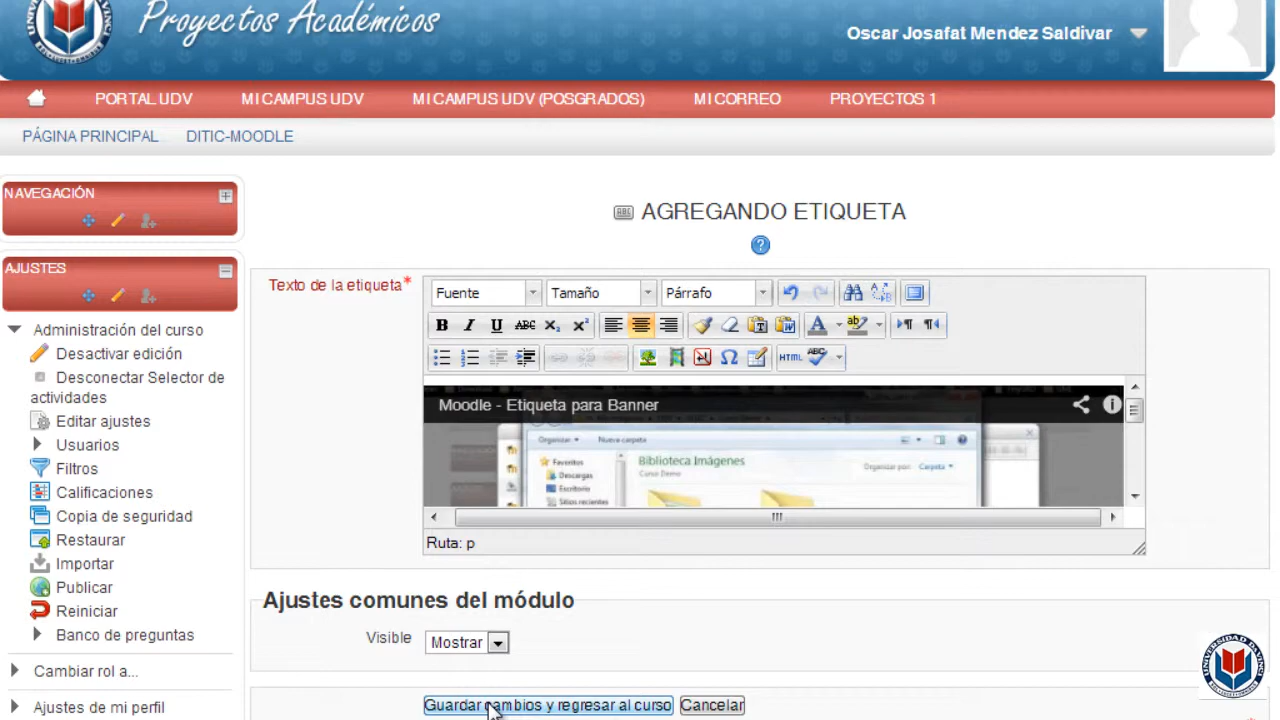 Proyectos Académicos
Oscar Josafat Mendez Saldivar
PORTAL UDV MI CAMPUS UDV MI CAMPUS UDV (POSGRADOS) MI CORREO PROYECTOS 1
PÁGINA PRINCIPAL DITIC-MOODLE
NAVEGACIÓN
AJUSTES
Administración del curso
Desactivar edición
Desconectar Selector de
actividades
Editar ajustes
Usuarios
Filtros
Calificaciones
Copia de seguridad
Restaurar
Importar
Publicar
Reiniciar
Banco de preguntas
Cambiar rol a...
Ajustes de mi perfil
AGREGANDO ETIQUETA
Texto de la etiqueta*
Fuente Tamaño Párrafo
Moodle - Etiqueta para Banner
Organizar Nueva carpeta
Favoritos
Descargas
Escritorio
Sitios recientes
Biblioteca Imágenes
Curso Demo
Organizar por: Carpeta
Ruta: p
Ajustes comunes del módulo
Visible Mostrar
Guardar cambios y regresar al curso Cancelar
UNIVERSIDAD DA VINCI